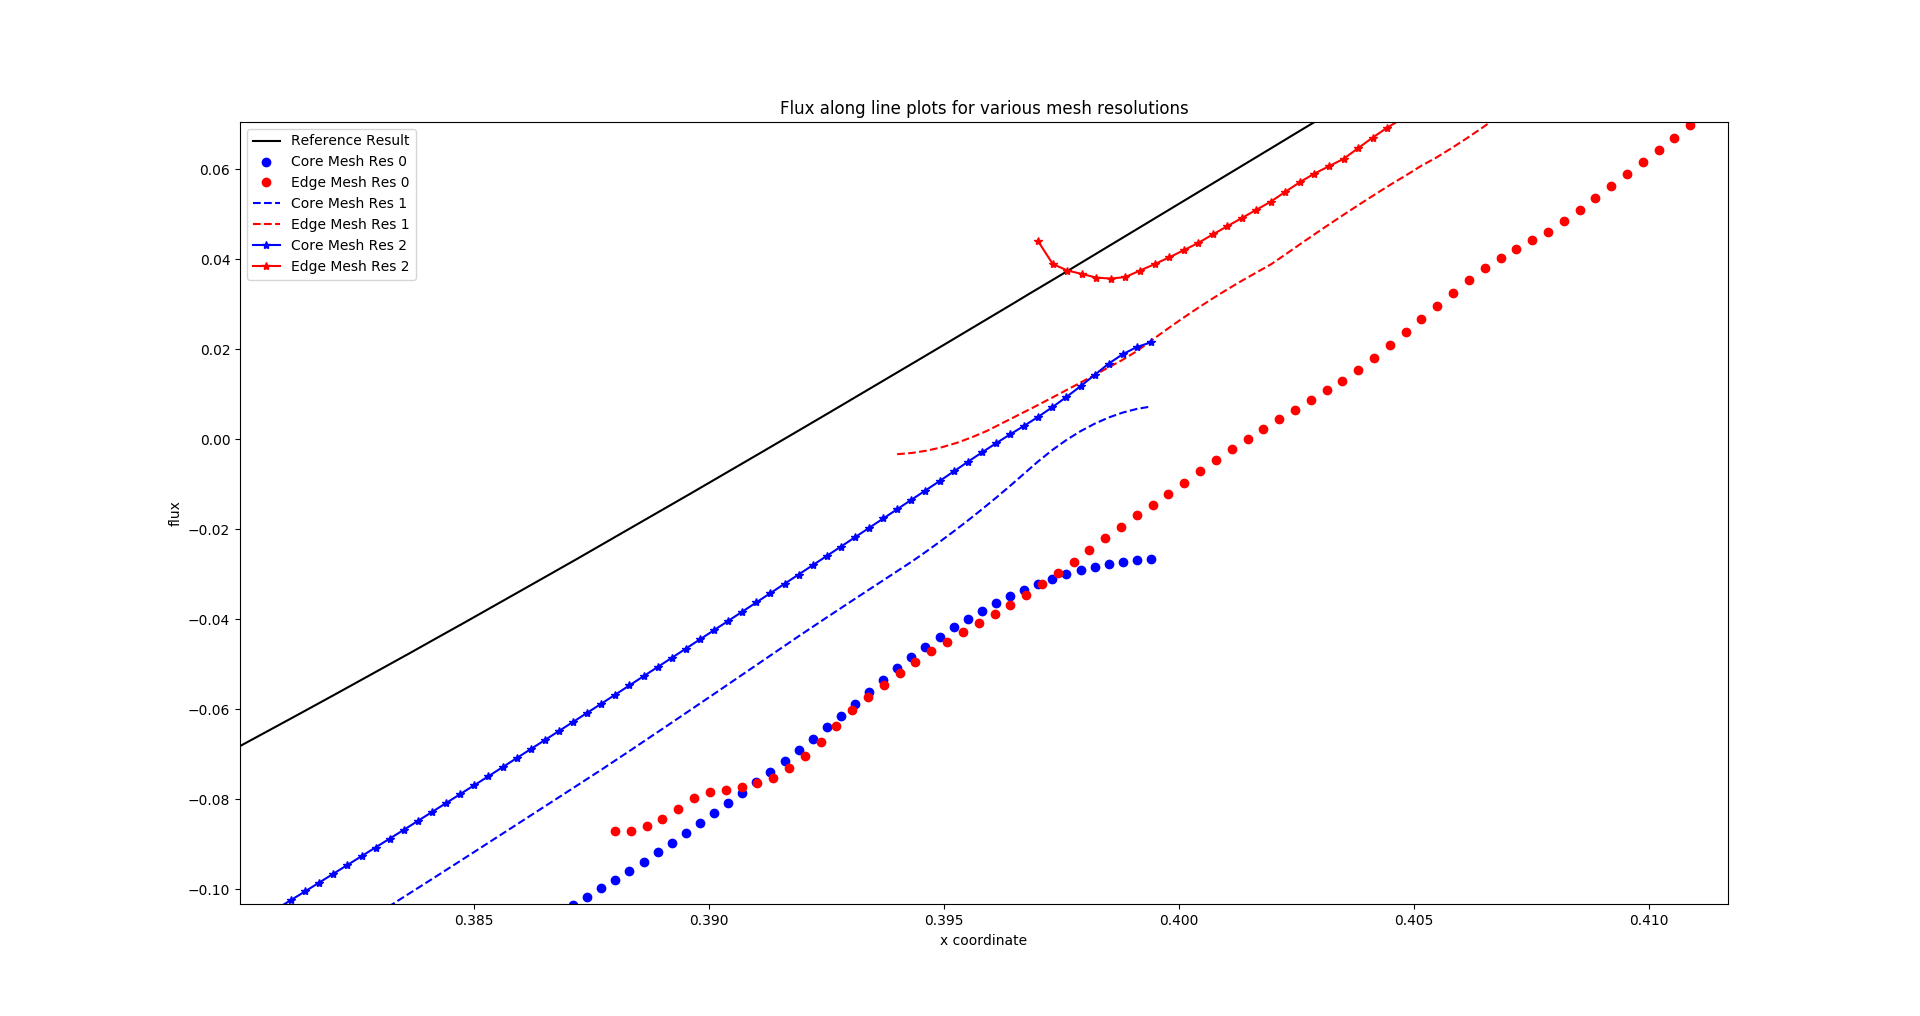 Flux along line plots for various mesh resolutions
Reference Result
Core Mesh Res 0
Edge Mesh Res 0
Core Mesh Res 1
Edge Mesh Res 1
Core Mesh Res 2
Edge Mesh Res 2
flux
0.06
0.04
0.02
0.00
−0.02
−0.04
−0.06
−0.08
−0.10
0.385 0.390 0.395 0.400 0.405 0.410
x coordinate